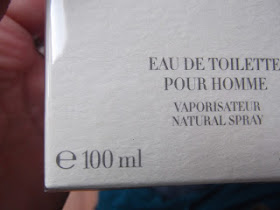 EAU DE TOILETTE
POUR HOMME
VAPORISATEUR
NATURAL SPRAY
℮ 100 ml